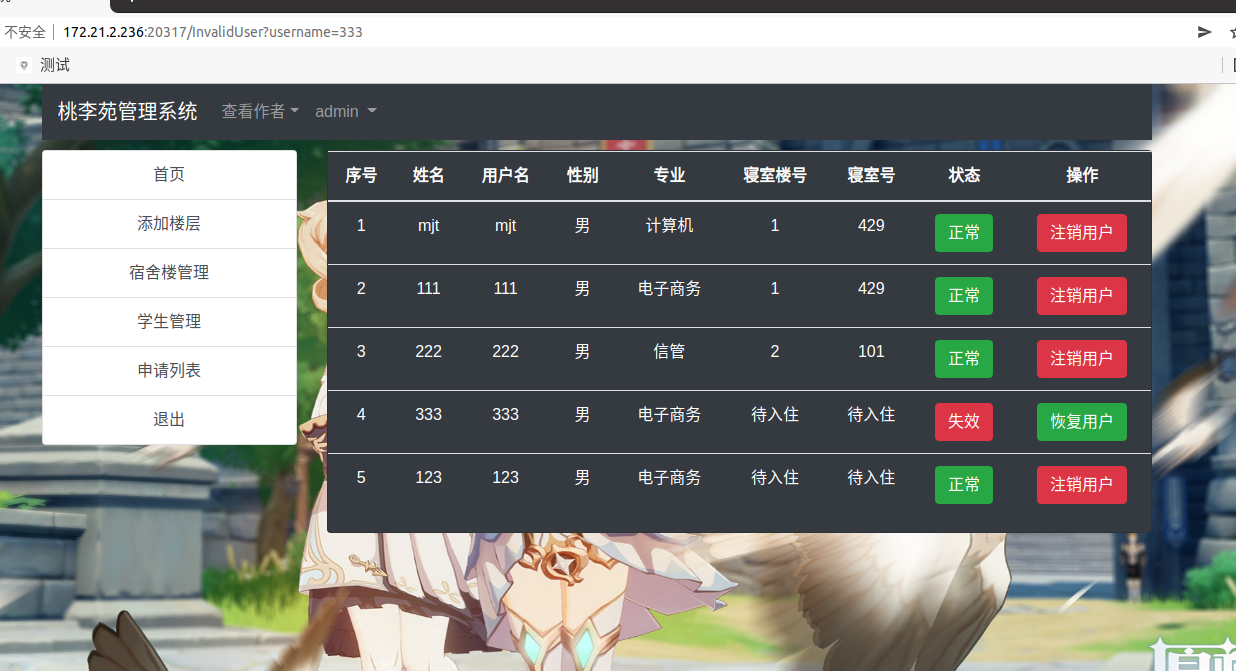 不安全 172.21.2.236:20317/InvalidUser?username=333
测试
桃李苑管理系统 查看作者 admin
首页
添加楼层
宿舍楼管理
学生管理
申请列表
退出
序号 姓名 用户名 性别 专业 寝室楼号 寝室号 状态 操作
1 mjt mjt 男 计算机 1 429 正常 注销用户
2 111 111 男 电子商务 1 429 正常 注销用户
3 222 222 男 信管 2 101 正常 注销用户
4 333 333 男 电子商务 待入住 待入住 失效 恢复用户
5 123 123 男 电子商务 待入住 待入住 正常 注销用户